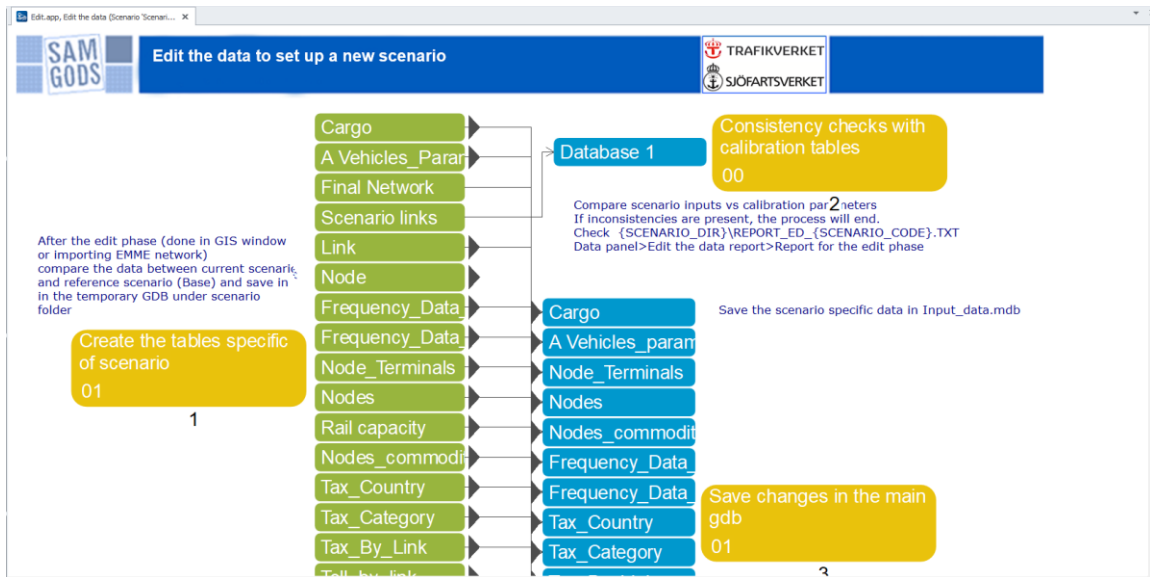 Edit.app, Edit the data (Scenario 'Scenari...
SAM
GODS
Edit the data to set up a new scenario
TRAFIKVERKET
SJÖFARTSVERKET
After the edit phase (done in GIS window
or importing EMME network)
compare the data between current scenario
and reference scenario (Base) and save in
in the temporary GDB under scenario
folder
Create the tables specific
of scenario
01
1
Cargo
A Vehicles_Parar
Final Network
Scenario links
Link
Node
Frequency_Data_
Frequency_Data_
Node_Terminals
Nodes
Rail capacity
Nodes_commodi
Tax_Country
Tax_Category
Tax_By_Link
Toll_by_link
Database 1
Consistency checks with
calibration tables
00
2
Compare scenario inputs vs calibration parameters
If inconsistencies are present, the process will end.
Check {SCENARIO_DIR}\REPORT_ED_{SCENARIO_CODE}.TXT
Data panel>Edit the data report>Report for the edit phase
Cargo
A Vehicles_param
Node_Terminals
Nodes
Nodes_commodit
Frequency_Data_
Frequency_Data_
Tax_Country
Tax_Category
Save the scenario specific data in Input_data.mdb
Save changes in the main
gdb
01
3